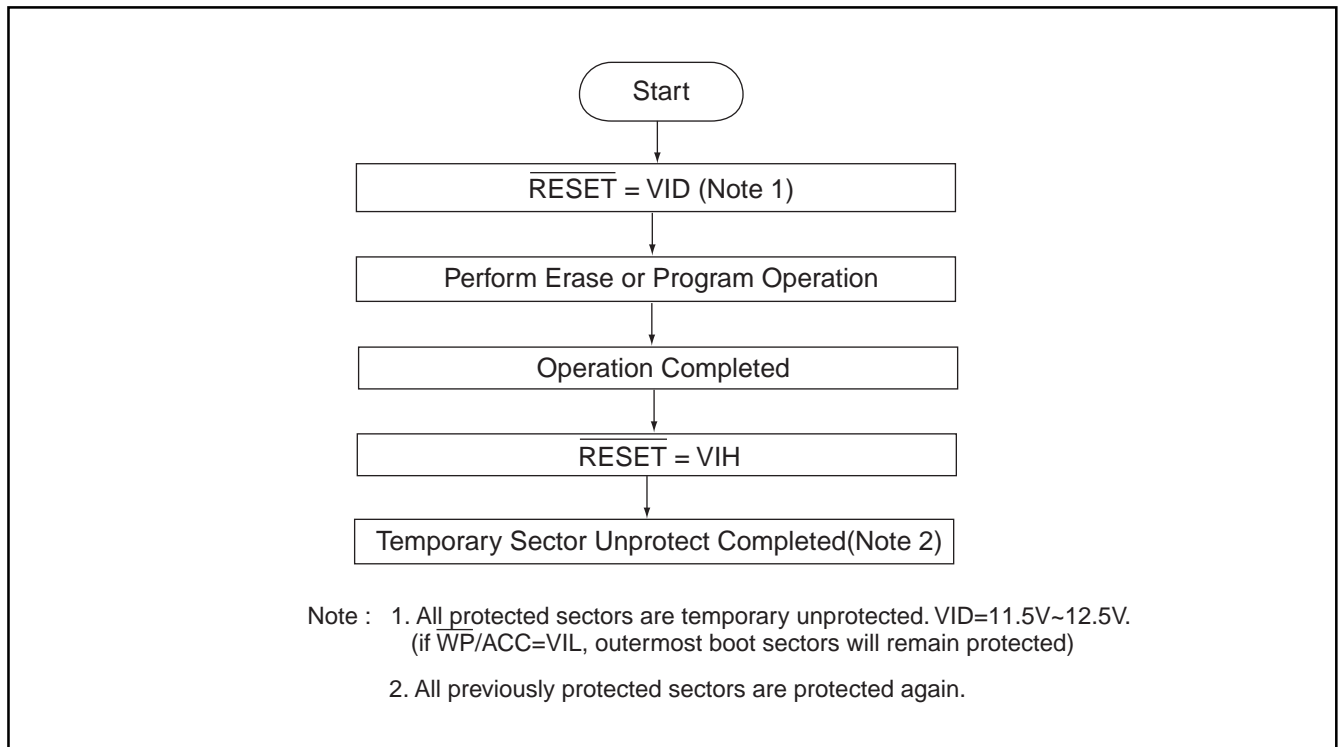 Start
RESET = VID (Note 1)
Perform Erase or Program Operation
Operation Completed
RESET = VIH
Temporary Sector Unprotect Completed(Note 2)
Note : 1. All protected sectors are temporary unprotected. VID=11.5V~12.5V.
(if WP/ACC=VIL, outermost boot sectors will remain protected)
2. All previously protected sectors are protected again.